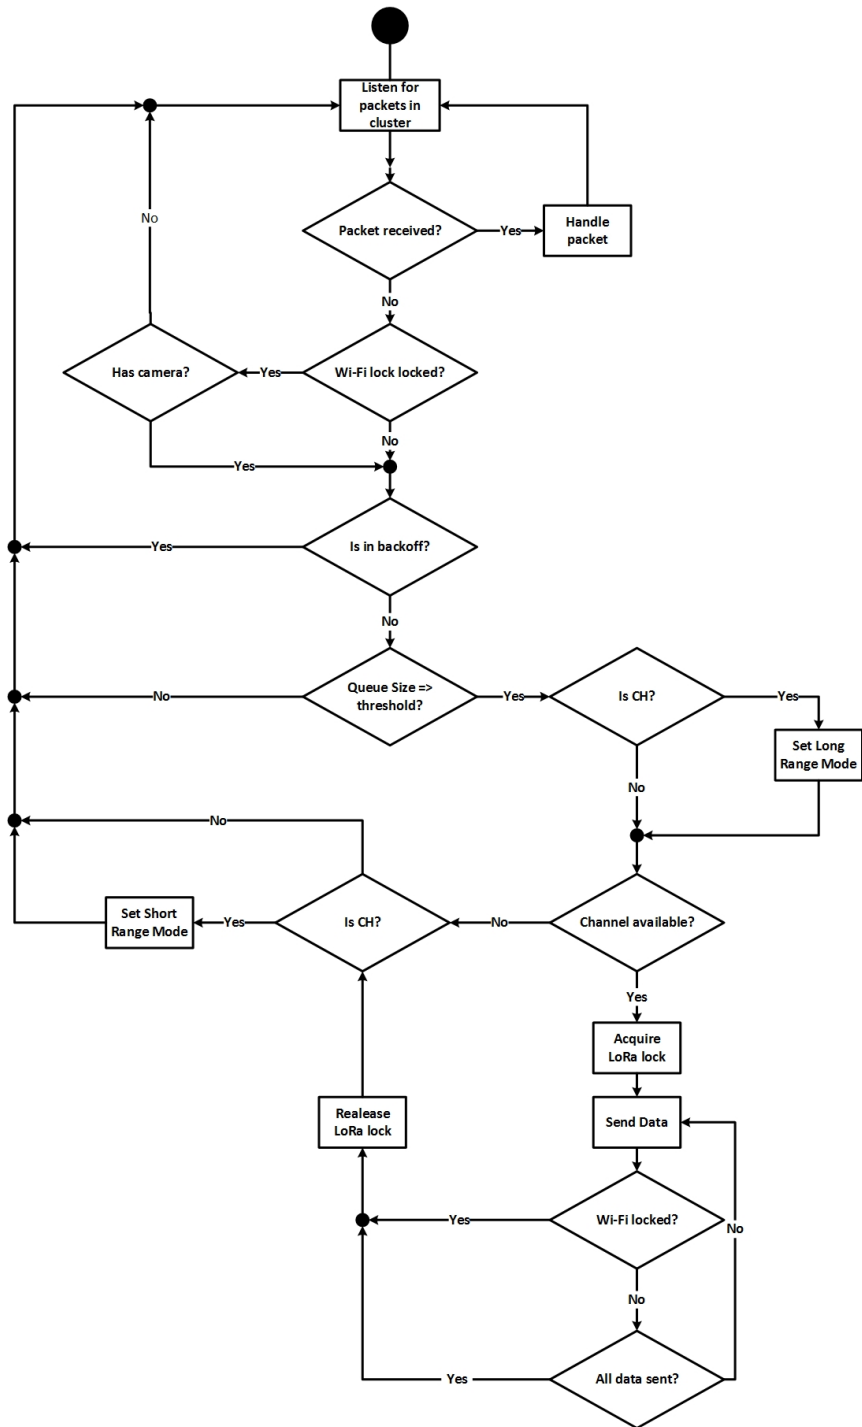 Listen for
packets in
cluster
No
Packet received?
Yes
Handle
packet
No
Has camera?
Yes
Wi-Fi lock locked?
No
Yes
Yes
Is in backoff?
No
No
Queue Size =>
threshold?
Yes
Is CH?
Yes
Set Long
Range Mode
No
No
Set Short
Range Mode
Yes
Is CH?
No
Channel available?
Yes
Acquire
LoRa lock
Realease
LoRa lock
Send Data
Yes
Wi-Fi locked?
No
No
Yes
All data sent?